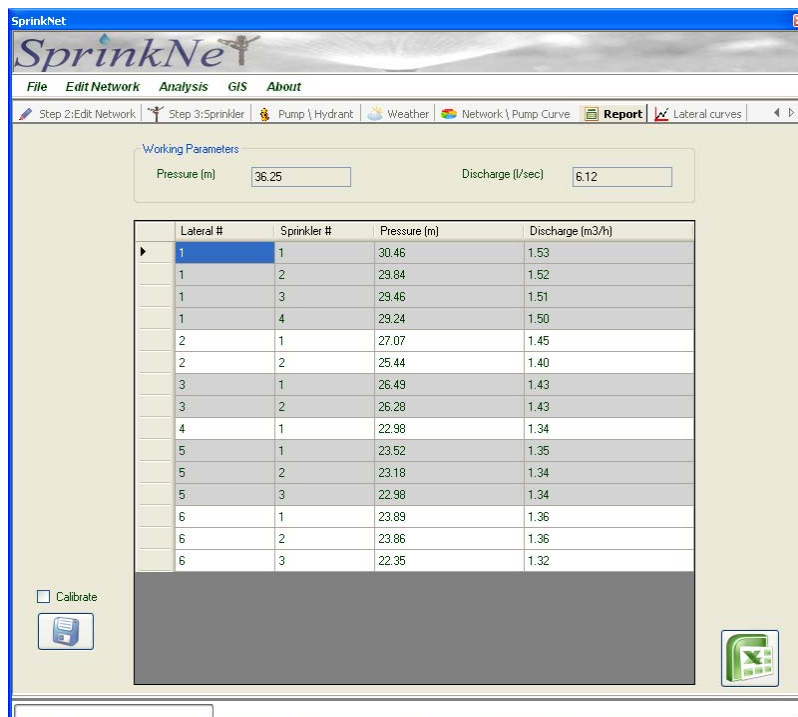 SprinkNet
SprinkNet
File Edit Network Analysis GIS About
Step 2:Edit Network Step 3:Sprinkler Pump \ Hydrant Weather Network \ Pump Curve Report Lateral curves
Working Parameters
Pressure (m) 36.25 Discharge (l/sec) 6.12
Lateral # Sprinkler # Pressure (m) Discharge (m3/h)
1 1 30.46 1.53
1 2 29.84 1.52
1 3 29.46 1.51
1 4 29.24 1.50
2 1 27.07 1.45
2 2 25.44 1.40
3 1 26.49 1.43
3 2 26.28 1.43
4 1 22.98 1.34
5 1 23.52 1.35
5 2 23.18 1.34
5 3 22.98 1.34
6 1 23.89 1.36
6 2 23.86 1.36
6 3 22.35 1.32
Calibrate